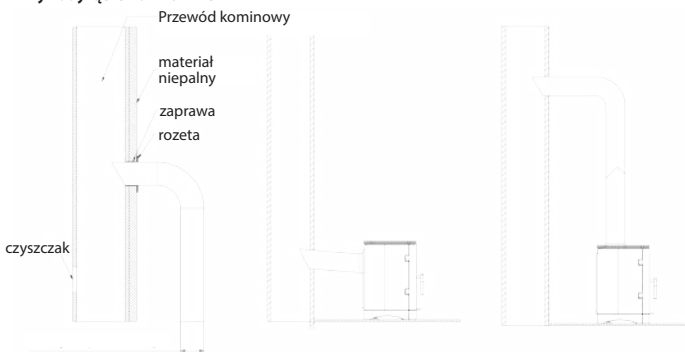 Przewód kominowy
materiał
niepalny
zaprawa
rozeta
czyszczak